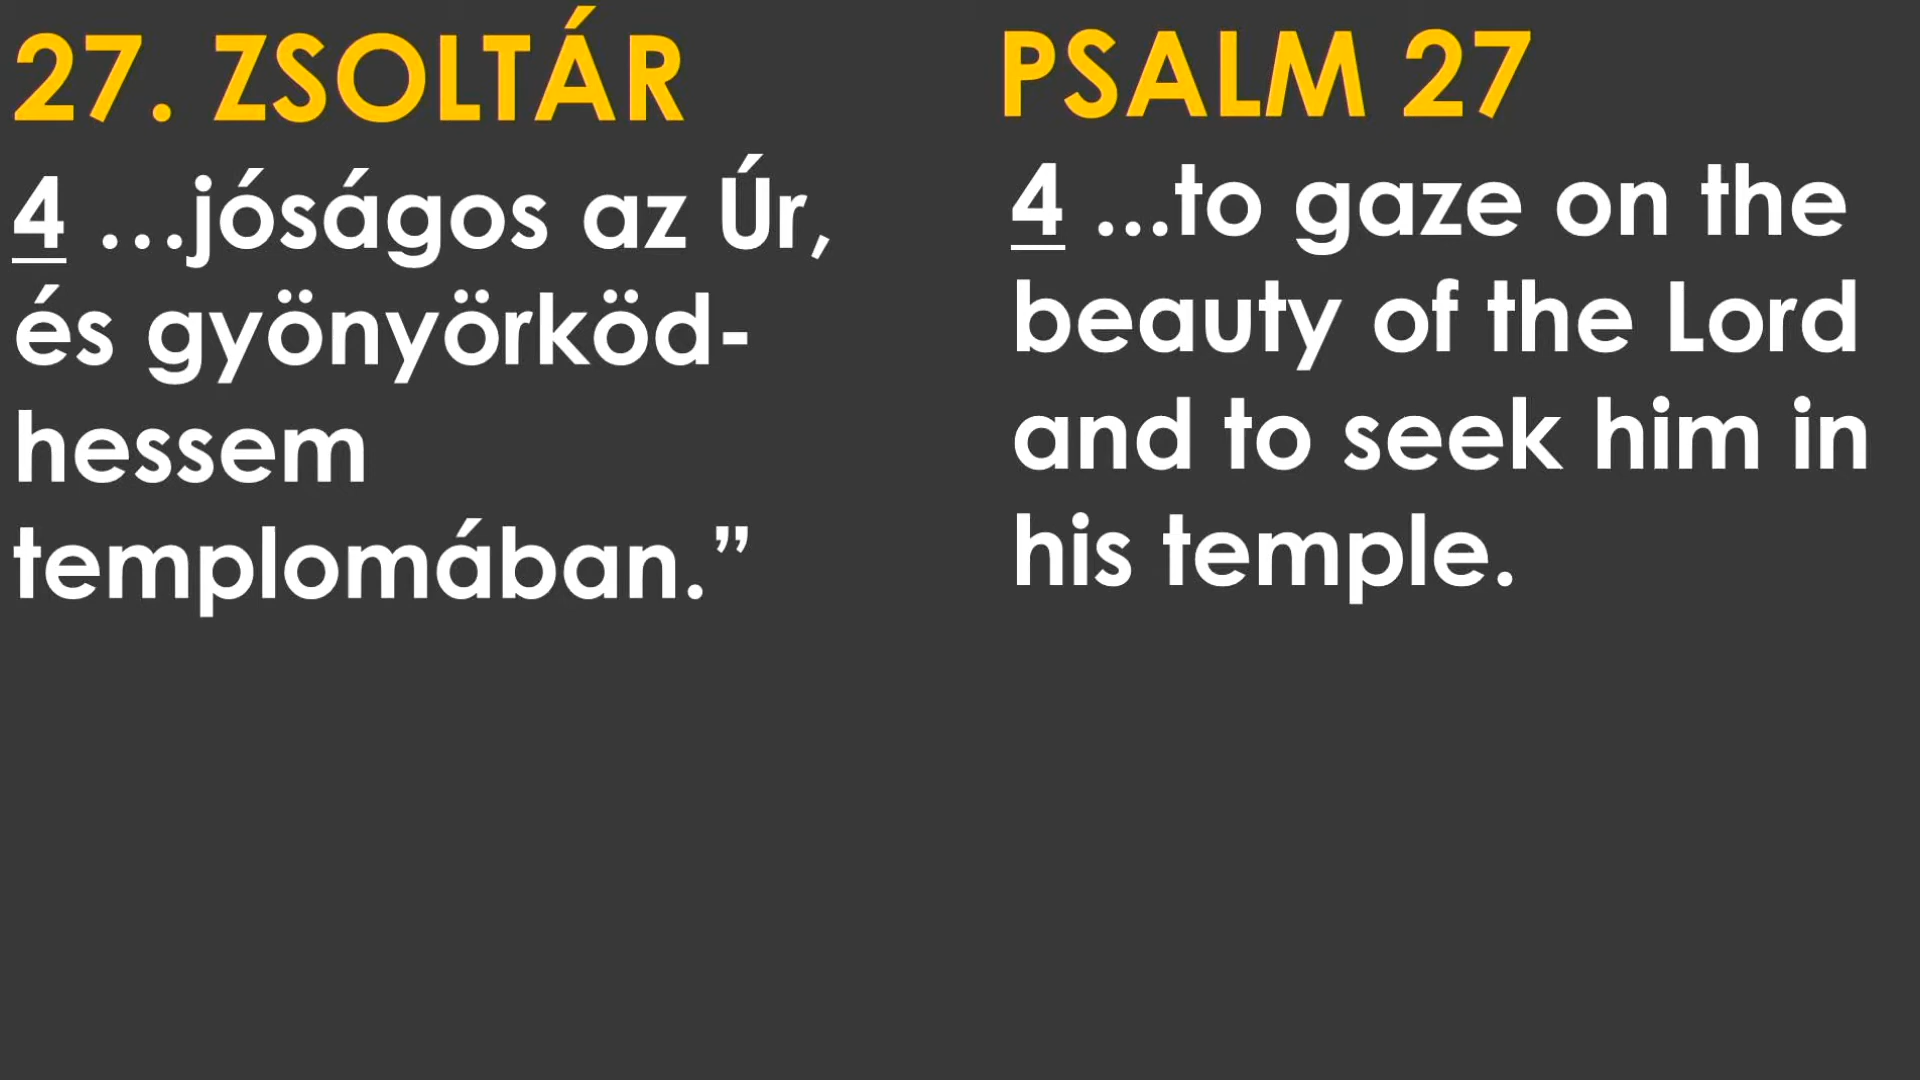 27. ZSOLTÁR
4 ...jóságos az Úr,
és gyönyörköd-
hessem
templomában.”
PSALM 27
4 ...to gaze on the
beauty of the Lord
and to seek him in
his temple.